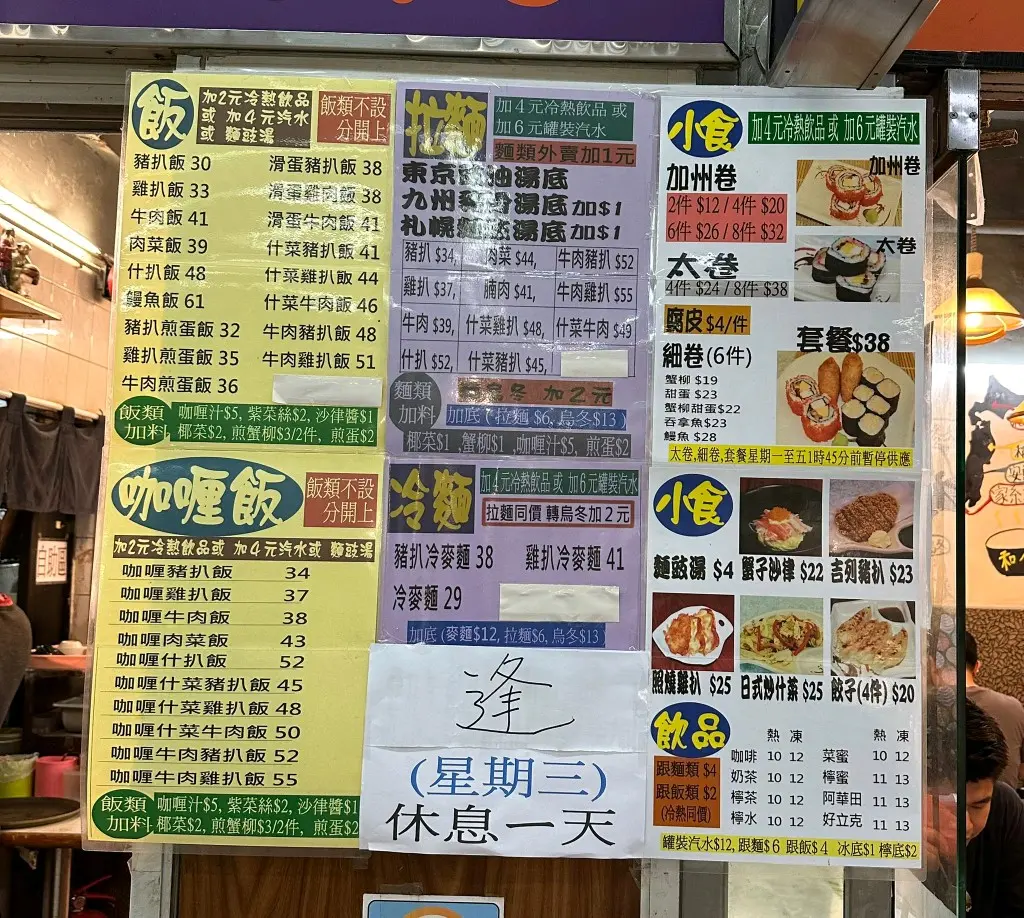 飯
加2元冷熱飲品
或 加4元汽水
或 麵豉湯
飯類不設
分開上
豬扒飯 30
雞扒飯 33
牛肉飯 41
肉菜飯 39
什扒飯 48
鰻魚飯 61
豬扒煎蛋飯 32
雞扒煎蛋飯 35
牛肉煎蛋飯 36
滑蛋豬扒飯 38
滑蛋雞肉飯 38
滑蛋牛肉飯 41
什菜豬扒飯 41
什菜雞扒飯 44
什菜牛肉飯 46
牛肉豬扒飯 48
牛肉雞扒飯 51
飯類
加料
咖喱汁$5, 紫菜絲$2, 沙律醬$1
椰菜$2, 煎蟹柳$3/2件, 煎蛋$2
咖喱飯
飯類不設
分開上
加2元冷熱飲品或 加4元汽水或 麵豉湯
咖喱豬扒飯 34
咖喱雞扒飯 37
咖喱牛肉飯 38
咖喱肉菜飯 43
咖喱什扒飯 52
咖喱什菜豬扒飯 45
咖喱什菜雞扒飯 48
咖喱什菜牛肉飯 50
咖喱牛肉豬扒飯 52
咖喱牛肉雞扒飯 55
飯類
加料
咖喱汁$5, 紫菜絲$2, 沙律醬$1
椰菜$2, 煎蟹柳$3/2件, 煎蛋$2
拉麵
加4元冷熱飲品 或
加6元罐裝汽水
麵類外賣加1元
東京豉油湯底
九州豬骨湯底 加$1
札幌麵豉湯底 加$1
豬扒 $34, 肉菜 $44, 牛肉豬扒 $52
雞扒 $37, 腩肉 $41, 牛肉雞扒 $55
牛肉 $39, 什菜雞扒 $48, 什菜牛肉 $49
什扒 $52, 什菜豬扒 $45,
麵類
加料
冬 加2元
加底 ( 拉麵 $6, 烏冬$13 )
椰菜$1 ,蟹柳$1 ,咖喱汁$5, 煎蛋$2
冷麵
加4元冷熱飲品 或 加6元罐裝汽水
拉麵同價 轉烏冬加2元
豬扒冷麥麵 38 雞扒冷麥麵 41
冷麥麵 29
加底 (麥麵$12, 拉麵$6, 烏冬$13 )
逢
(星期三)
休息一天
小食
加4元冷熱飲品 或 加6元罐裝汽水
加州卷
2件 $12 / 4件 $20
6件 $26 / 8件 $32
加州卷
太卷
4件 $24 / 8件 $38
太卷
腐皮 $4/件
細卷 (6件)
蟹柳 $19
甜蛋 $23
蟹柳甜蛋$22
吞拿魚$23
鰻魚 $28
套餐$38
太卷,細卷,套餐星期一至五1時45分前暫停供應
小食
麵豉湯 $4 蟹子沙律 $22 吉列豬扒 $23
照燒雞扒 $25 日式炒什菜 $25 餃子(4件) $20
飲品
跟麵類 $4
跟飯類 $2
(冷熱同價)
熱 凍
咖啡 10 12
奶茶 10 12
檸茶 10 12
檸水 10 12
熱 凍
菜蜜 10 12
檸蜜 11 13
阿華田 11 13
好立克 11 13
罐裝汽水$12, 跟麵$6 跟飯$4 冰底$1 檸底$2
自助區